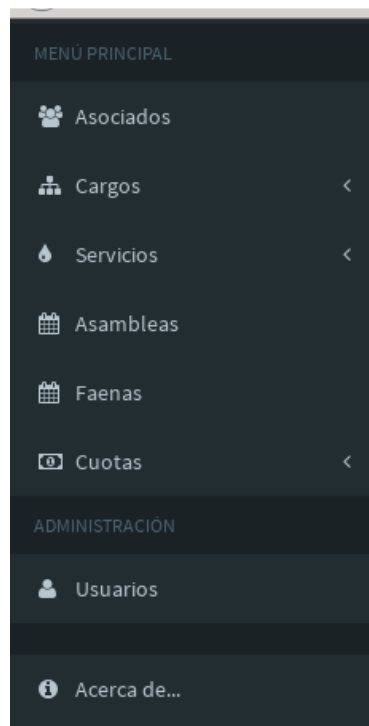 MENÚ PRINCIPAL
Asociados
Cargos
Servicios
Asambleas
Faenas
Cuotas
ADMINISTRACIÓN
Usuarios
Acerca de...